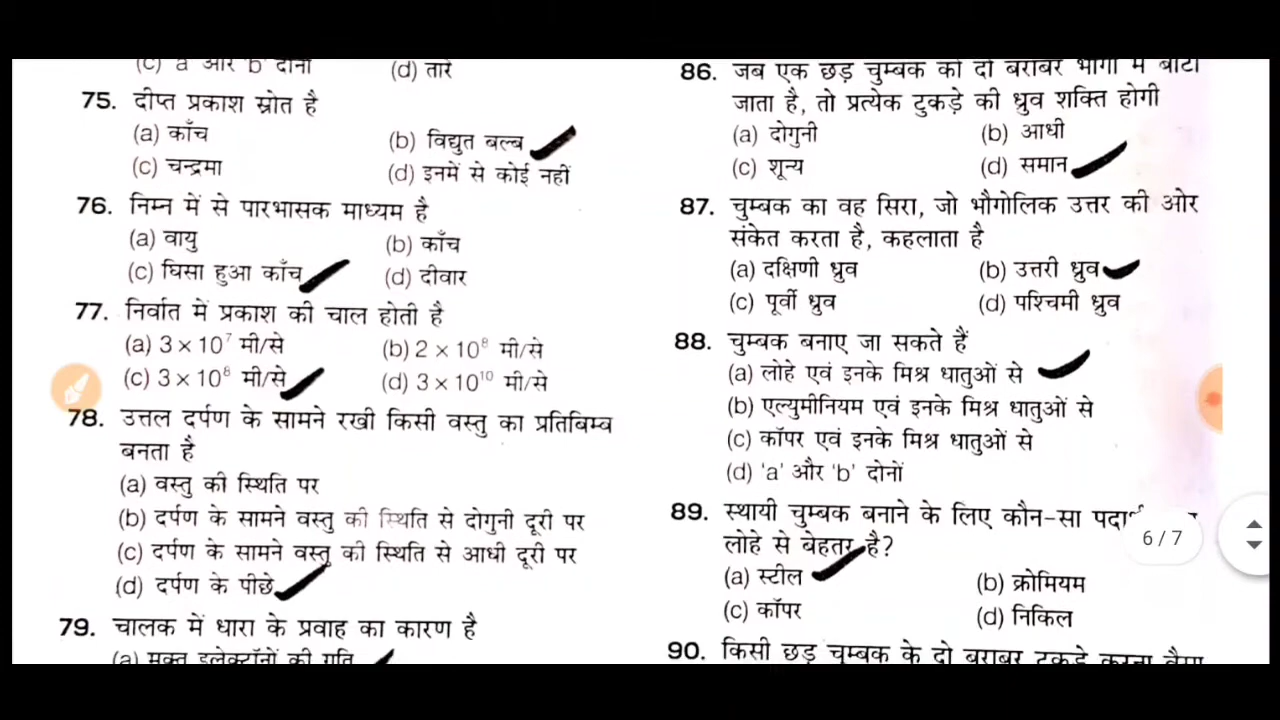 (c) 'a' और 'b' दोनों
(d) तारे
75. दीप्त प्रकाश स्रोत है
(a) काँच
(b) विद्युत बल्ब
(c) चन्द्रमा
(d) इनमें से कोई नहीं
76. निम्न में से पारभासक माध्यम है
(a) वायु
(b) काँच
(c) घिसा हुआ काँच
(d) दीवार
77. निर्वात में प्रकाश की चाल होती है
(a) 3 × 10⁷ मी/से
(b) 2 × 10⁸ मी/से
(c) 3 × 10⁸ मी/से
(d) 3 × 10¹⁰ मी/से
78. उत्तल दर्पण के सामने रखी किसी वस्तु का प्रतिबिम्ब
बनता है
(a) वस्तु की स्थिति पर
(b) दर्पण के सामने वस्तु की स्थिति से दोगुनी दूरी पर
(c) दर्पण के सामने वस्तु की स्थिति से आधी दूरी पर
(d) दर्पण के पीछे
79. चालक में धारा के प्रवाह का कारण है
(a) मुक्त इलेक्ट्रॉनों की गति
86. जब एक छड़ चुम्बक को दो बराबर भागों में बाँटा
जाता है, तो प्रत्येक टुकड़े की ध्रुव शक्ति होगी
(a) दोगुनी
(b) आधी
(c) शून्य
(d) समान
87. चुम्बक का वह सिरा, जो भौगोलिक उत्तर की ओर
संकेत करता है, कहलाता है
(a) दक्षिणी ध्रुव
(b) उत्तरी ध्रुव
(c) पूर्वी ध्रुव
(d) पश्चिमी ध्रुव
88. चुम्बक बनाए जा सकते हैं
(a) लोहे एवं इनके मिश्र धातुओं से
(b) एल्युमीनियम एवं इनके मिश्र धातुओं से
(c) कॉपर एवं इनके मिश्र धातुओं से
(d) 'a' और 'b' दोनों
89. स्थायी चुम्बक बनाने के लिए कौन-सा
लोहे से बेहतर है?
(a) स्टील
(b) क्रोमियम
(c) कॉपर
(d) निकिल
90. किसी छड़ चुम्बक के दो बराबर टुकड़े करना
6/7